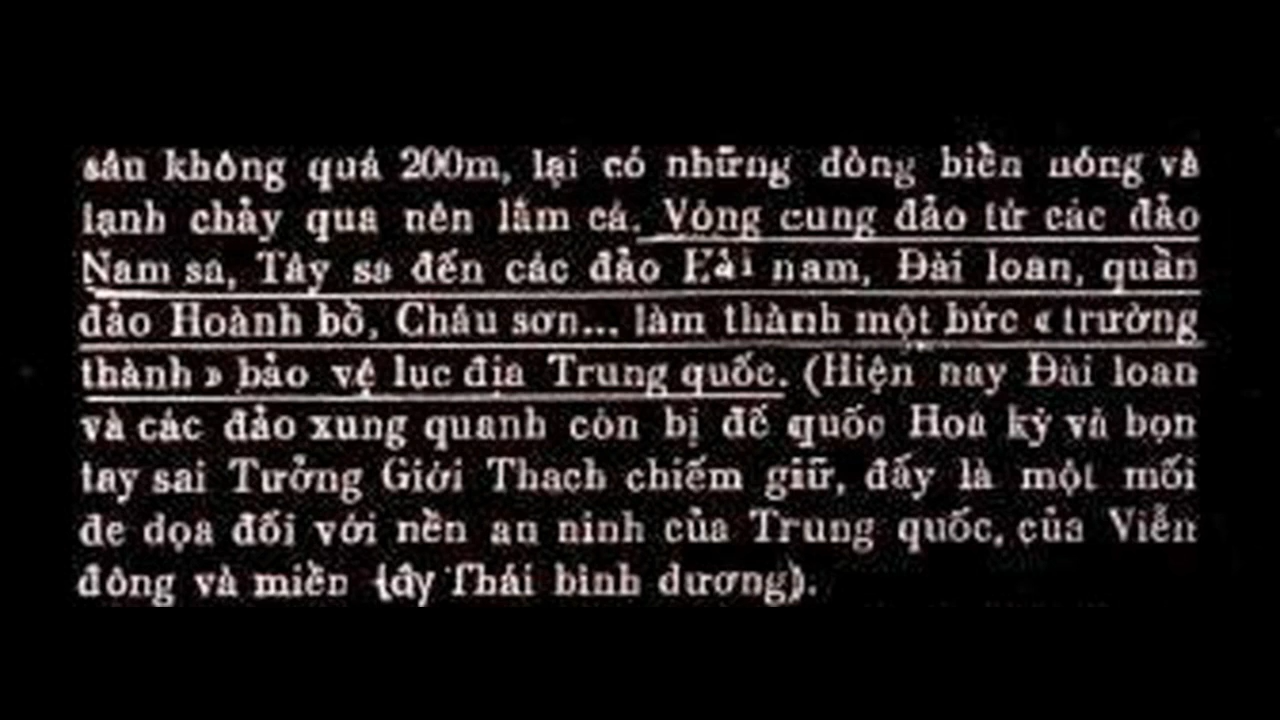 sâu không quá 200m, lại có những dòng biển nóng và
lạnh chảy qua nên lắm cá. Vòng cung đảo từ các đảo
Nam sa, Tây sa đến các đảo Hải nam, Đài loan, quần
đảo Hoành bồ, Châu sơn... làm thành một bức « trường
thành » bảo vệ lục địa Trung quốc. (Hiện nay Đài loan
và các đảo xung quanh còn bị đế quốc Hoa kỳ và bọn
tay sai Tưởng Giới Thạch chiếm giữ, đấy là một mối
đe dọa đối với nền an ninh của Trung quốc, của Viễn
đông và miền tây Thái bình dương).